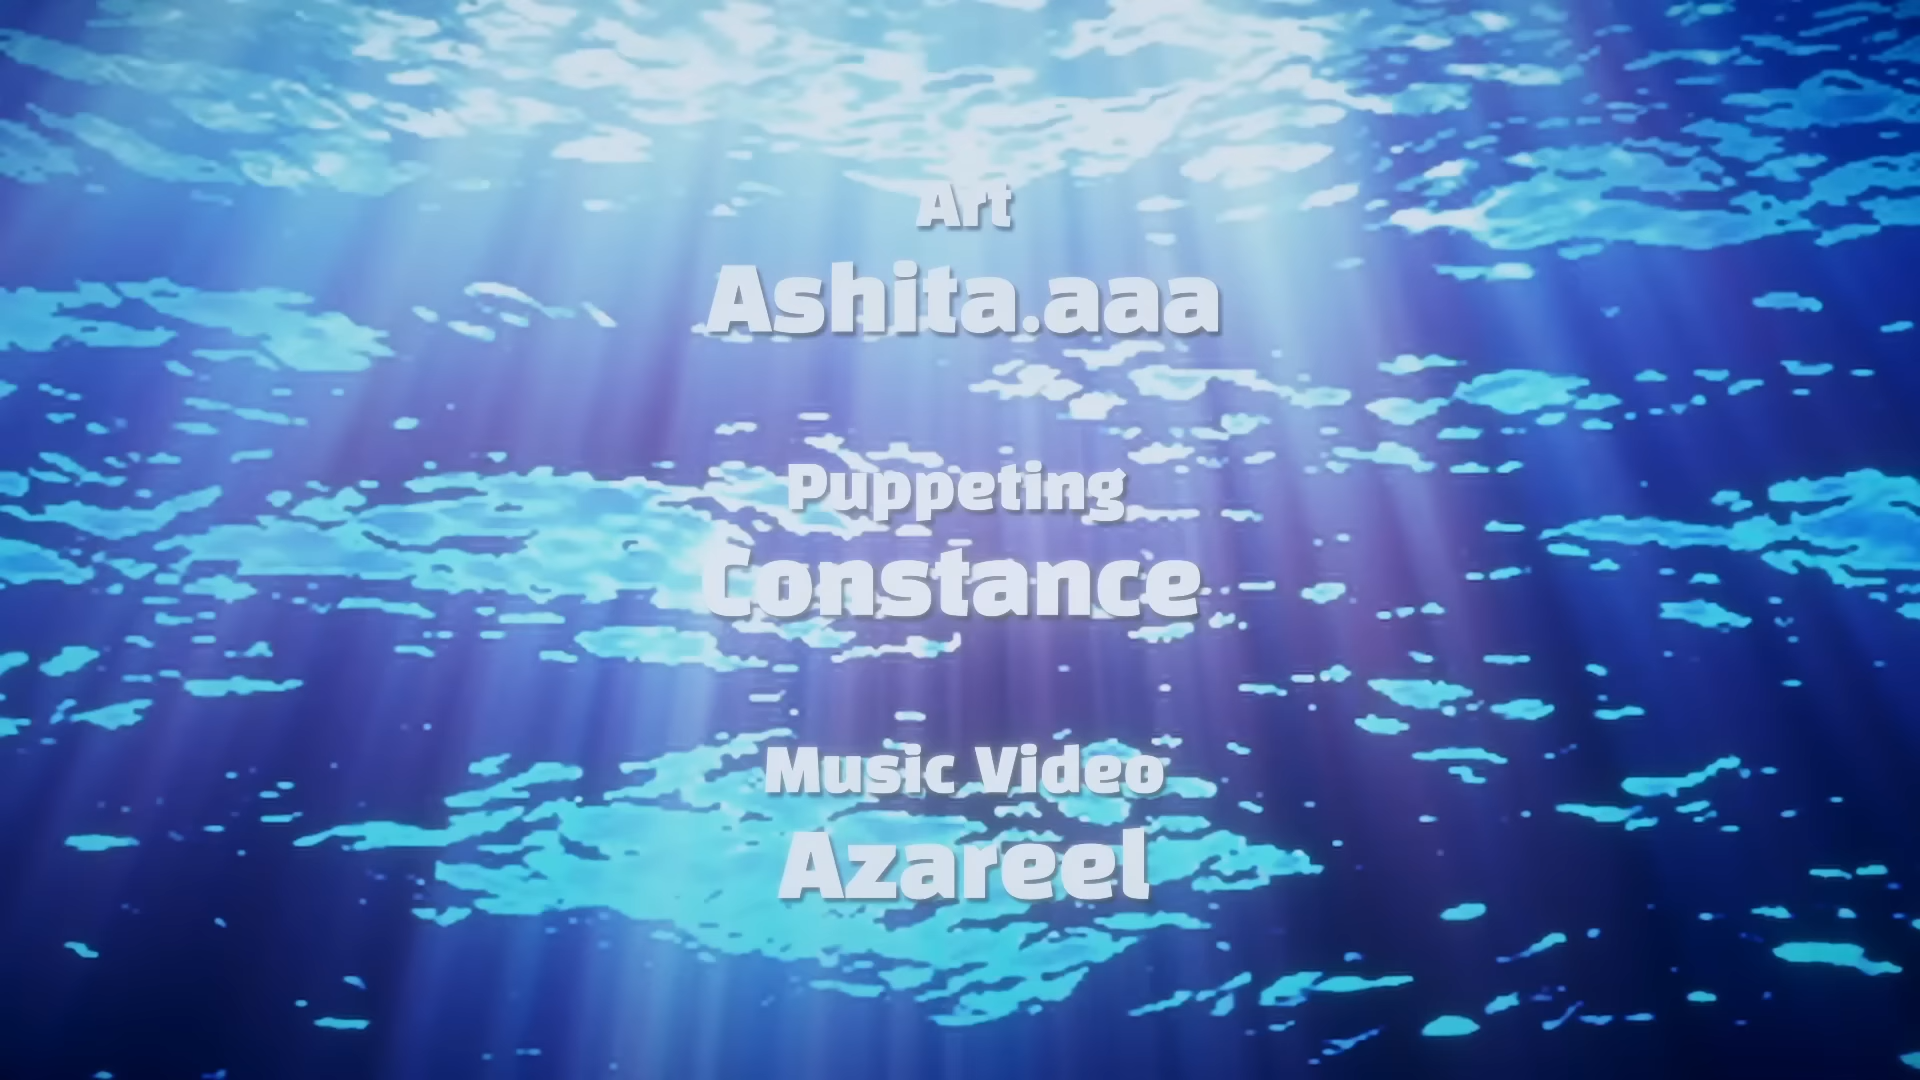 Art
Ashita.aaa
Puppeting
Constance
Music Video
Azareel